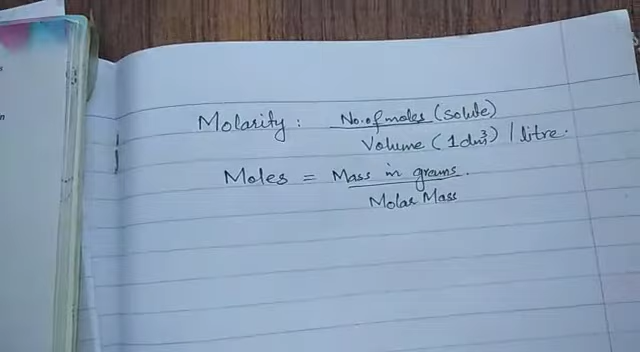 Molarity: No. of moles (Solute)
Volume (1dm³) / litre.
Moles = Mass in grams.
Molar Mass